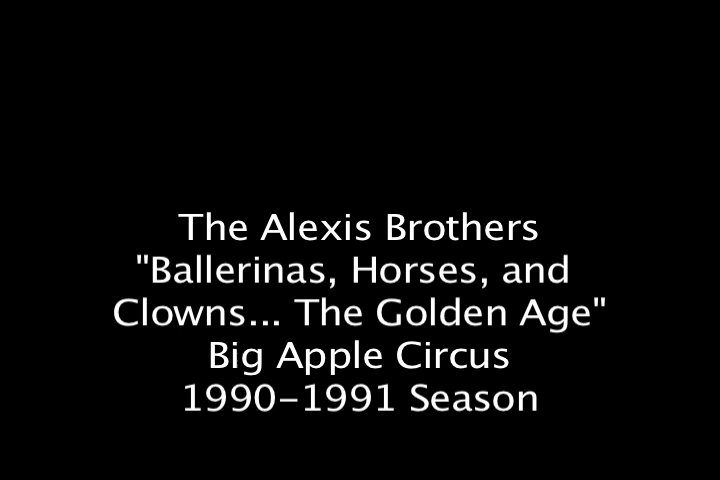 The Alexis Brothers
"Ballerinas, Horses, and
Clowns... The Golden Age"
Big Apple Circus
1990-1991 Season